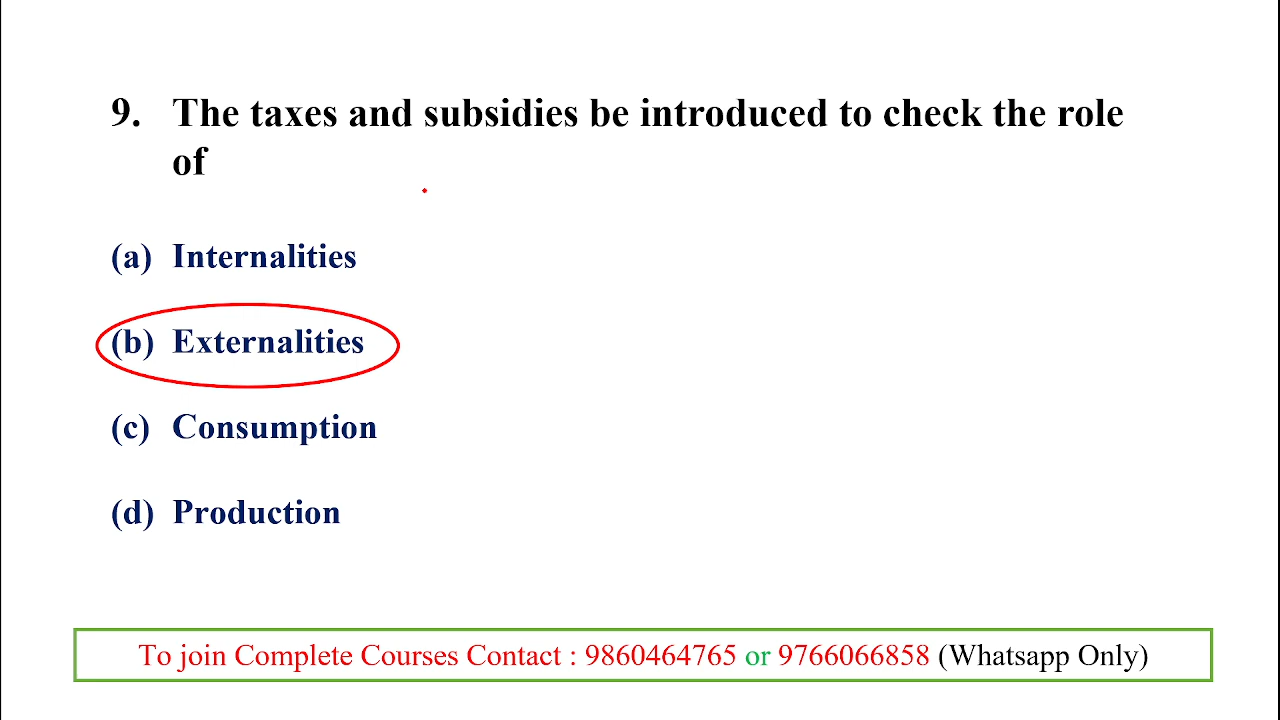 9. The taxes and subsidies be introduced to check the role
of
(a) Internalities
(b) Externalities
(c) Consumption
(d) Production
To join Complete Courses Contact : 9860464765 or 9766066858 (Whatsapp Only)